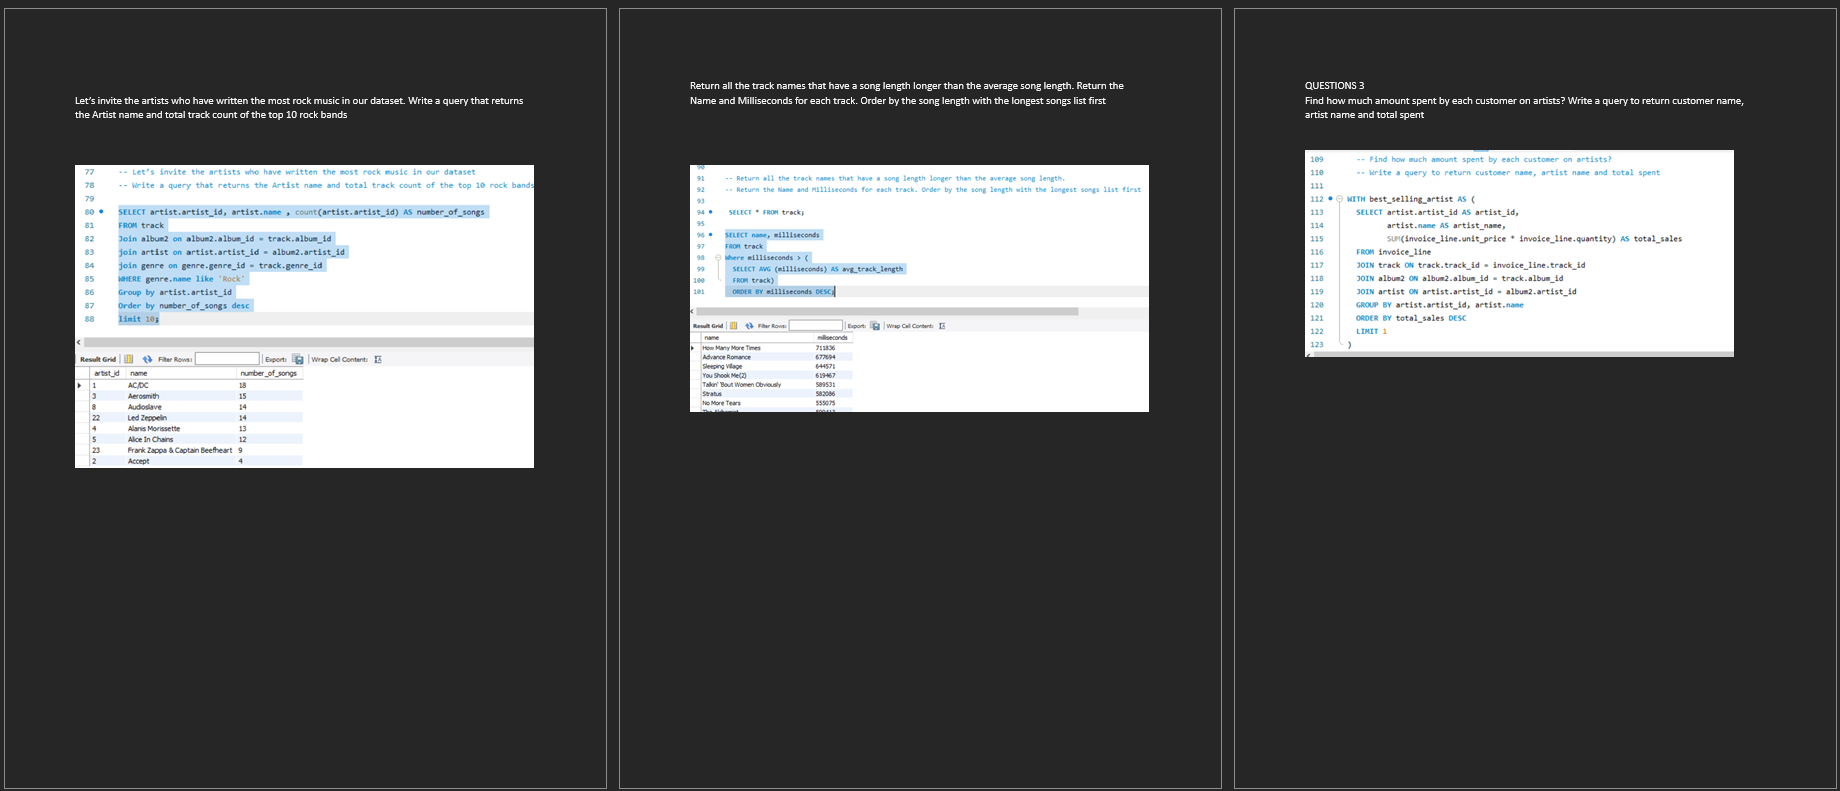 Let's invite the artists who have written the most rock music in our dataset. Write a query that returns
the Artist name and total track count of the top 10 rock bands
77 -- Let's invite the artists who have written the most rock music in our dataset
78 -- Write a query that returns the Artist name and total track count of the top 10 rock bands
79
80 SELECT artist.artist_id, artist.name , count(artist.artist_id) AS number_of_songs
81 FROM track
82 Join album2 on album2.album_id = track.album_id
83 join artist on artist.artist_id = album2.artist_id
84 join genre on genre.genre_id = track.genre_id
85 WHERE genre.name like 'Rock'
86 Group by artist.artist_id
87 Order by number_of_songs desc
88 limit 10;
Result Grid Filter Rows: Export: Wrap Cell Content:
artist_id name number_of_songs
1 AC/DC 18
3 Aerosmith 15
8 Audioslave 14
22 Led Zeppelin 14
4 Alanis Morissette 13
5 Alice In Chains 12
23 Frank Zappa & Captain Beefheart 9
2 Accept 4
Return all the track names that have a song length longer than the average song length. Return the
Name and Milliseconds for each track. Order by the song length with the longest songs list first
90
91 -- Return all the track names that have a song length longer than the average song length.
92 -- Return the Name and Milliseconds for each track. Order by the song length with the longest songs list first
93
94 SELECT * FROM track;
95
96 SELECT name, milliseconds
97 FROM track
98 Where milliseconds > (
99 SELECT AVG (milliseconds) AS avg_track_length
100 FROM track)
101 ORDER BY milliseconds DESC;
Result Grid Filter Rows: Export: Wrap Cell Content:
name milliseconds
How Many More Times 711836
Advance Romance 677694
Sleeping Village 644571
You Shook Me(2) 619467
Talkin' 'Bout Women Obviously 589531
Stratus 582086
No More Tears 555075
QUESTIONS 3
Find how much amount spent by each customer on artists? Write a query to return customer name,
artist name and total spent
109 -- Find how much amount spent by each customer on artists?
110 -- Write a query to return customer name, artist name and total spent
111
112 WITH best_selling_artist AS (
113 SELECT artist.artist_id AS artist_id,
114 artist.name AS artist_name,
115 SUM(invoice_line.unit_price * invoice_line.quantity) AS total_sales
116 FROM invoice_line
117 JOIN track ON track.track_id = invoice_line.track_id
118 JOIN album2 ON album2.album_id = track.album_id
119 JOIN artist ON artist.artist_id = album2.artist_id
120 GROUP BY artist.artist_id, artist.name
121 ORDER BY total_sales DESC
122 LIMIT 1
123 )